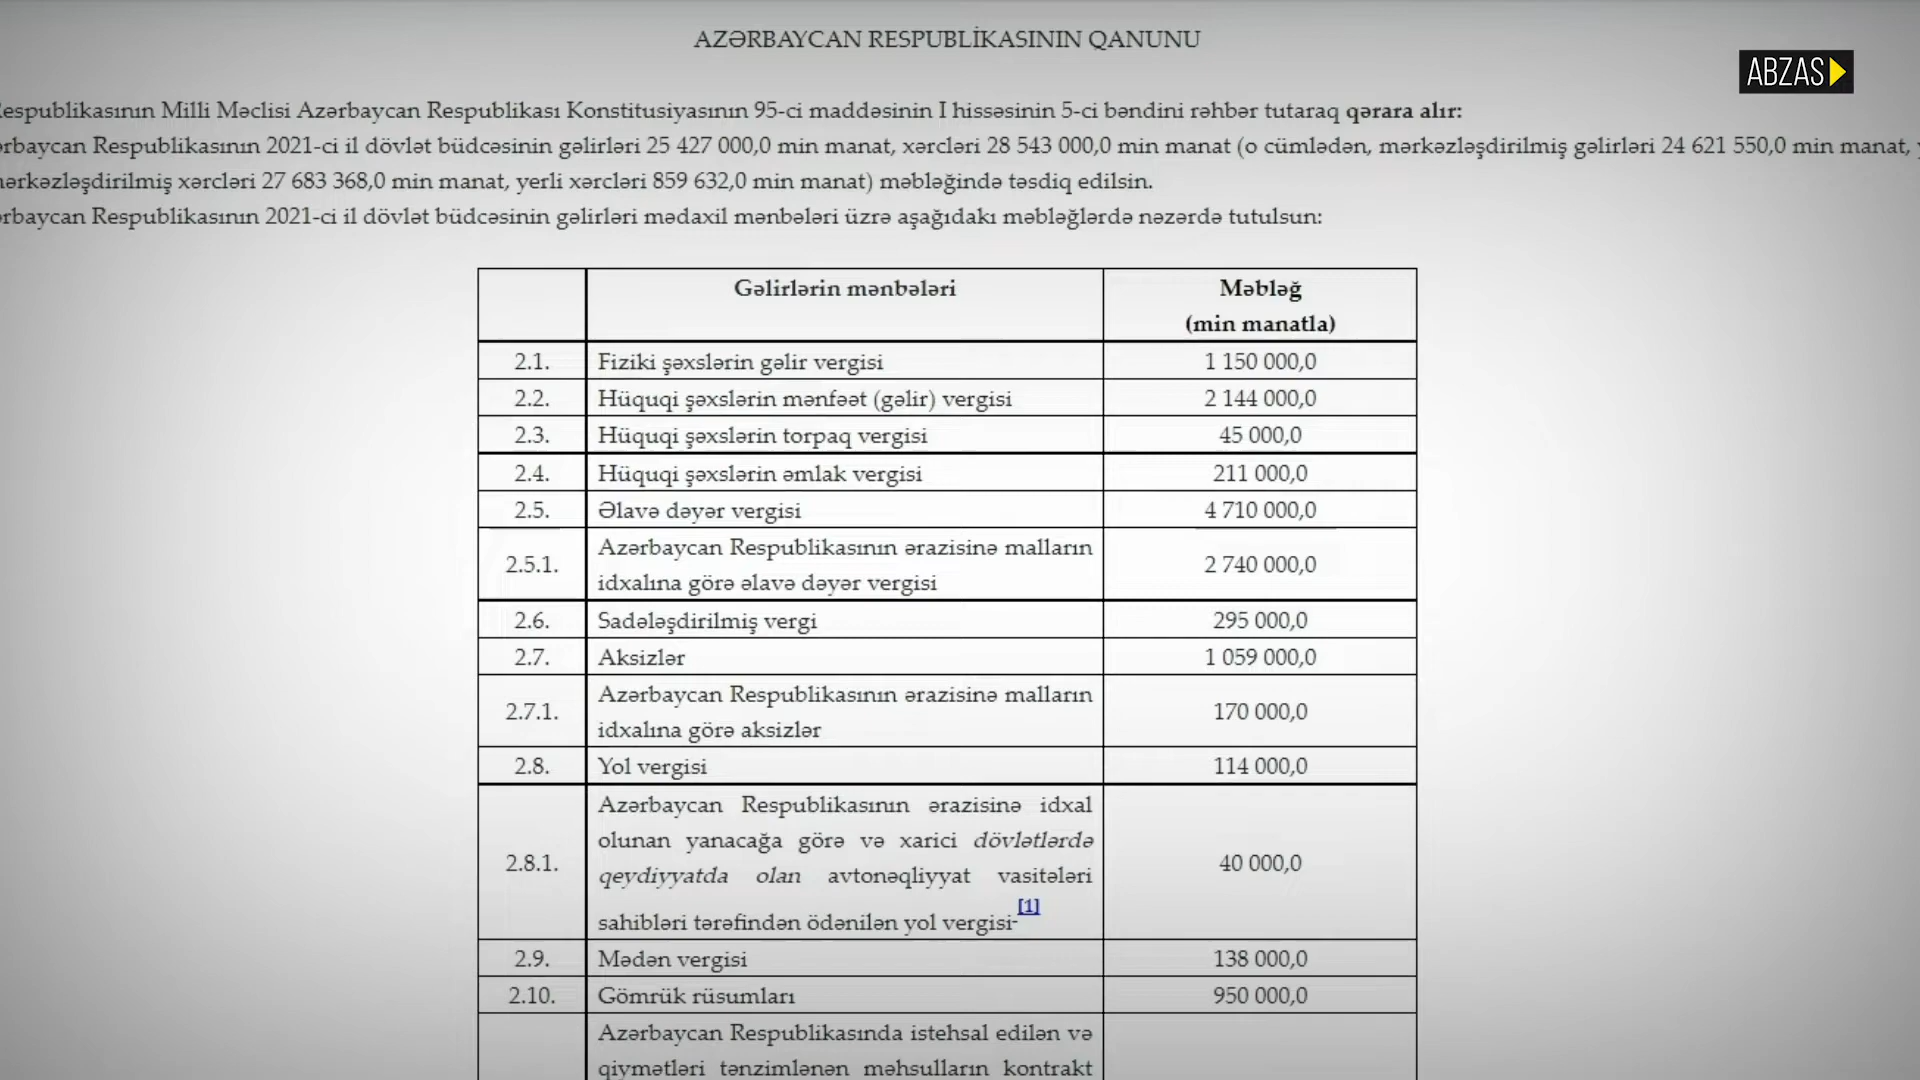 AZƏRBAYCAN RESPUBLİKASININ QANUNU
ABZAS
Respublikasının Milli Məclisi Azərbaycan Respublikası Konstitusiyasının 95-ci maddəsinin I hissəsinin 5-ci bəndini rəhbər tutaraq qərara alır:
Respublikasının 2021-ci il dövlət büdcəsinin gəlirləri 25 427 000,0 min manat, xərcləri 28 543 000,0 min manat (o cümlədən, mərkəzləşdirilmiş gəlirləri 24 621 550,0 min manat,
mərkəzləşdirilmiş xərcləri 27 683 368,0 min manat, yerli xərcləri 859 632,0 min manat) məbləğində təsdiq edilsin.
Respublikasının 2021-ci il dövlət büdcəsinin gəlirləri mədaxil mənbələri üzrə aşağıdakı məbləğlərdə nəzərdə tutulsun:
Gəlirlərin mənbələri Məbləğ
(min manatla)
2.1. Fiziki şəxslərin gəlir vergisi 1 150 000,0
2.2. Hüquqi şəxslərin mənfəət (gəlir) vergisi 2 144 000,0
2.3. Hüquqi şəxslərin torpaq vergisi 45 000,0
2.4. Hüquqi şəxslərin əmlak vergisi 211 000,0
2.5. Əlavə dəyər vergisi 4 710 000,0
2.5.1. Azərbaycan Respublikasının ərazisinə malların
idxalına görə əlavə dəyər vergisi 2 740 000,0
2.6. Sadələşdirilmiş vergi 295 000,0
2.7. Aksizlər 1 059 000,0
2.7.1. Azərbaycan Respublikasının ərazisinə malların
idxalına görə aksizlər 170 000,0
2.8. Yol vergisi 114 000,0
2.8.1. Azərbaycan Respublikasının ərazisinə idxal
olunan yanacağa görə və xarici dövlətlərdə
qeydiyyatda olan avtonəqliyyat vasitələri
sahibləri tərəfindən ödənilən yol vergisi [1] 40 000,0
2.9. Mədən vergisi 138 000,0
2.10. Gömrük rüsumları 950 000,0
Azərbaycan Respublikasında istehsal edilən və
qiymətləri tənzimlənən məhsulların kontrakt